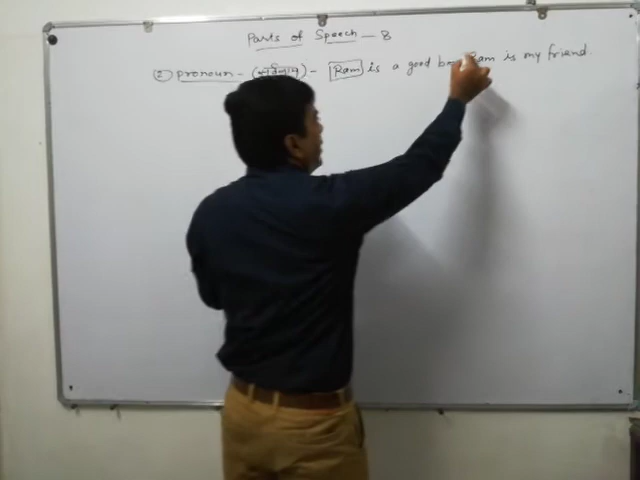 Parts of Speech – 8
② Pronoun – (सर्वनाम) – Ram is a good is my friend.